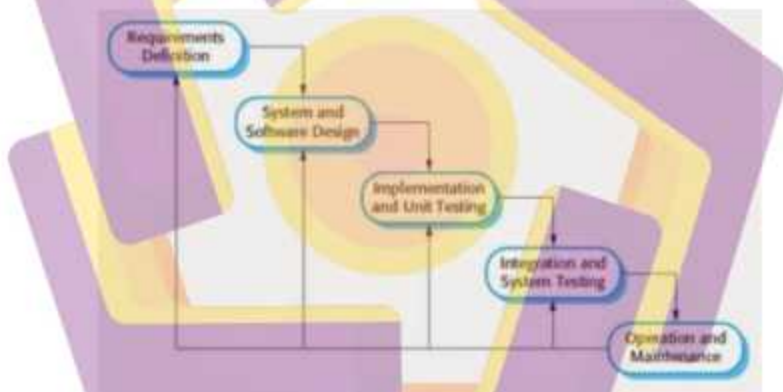 Requirements
Definition
System and
Software Design
Implementation
and Unit Testing
Integration and
System Testing
Operation and
Maintenance